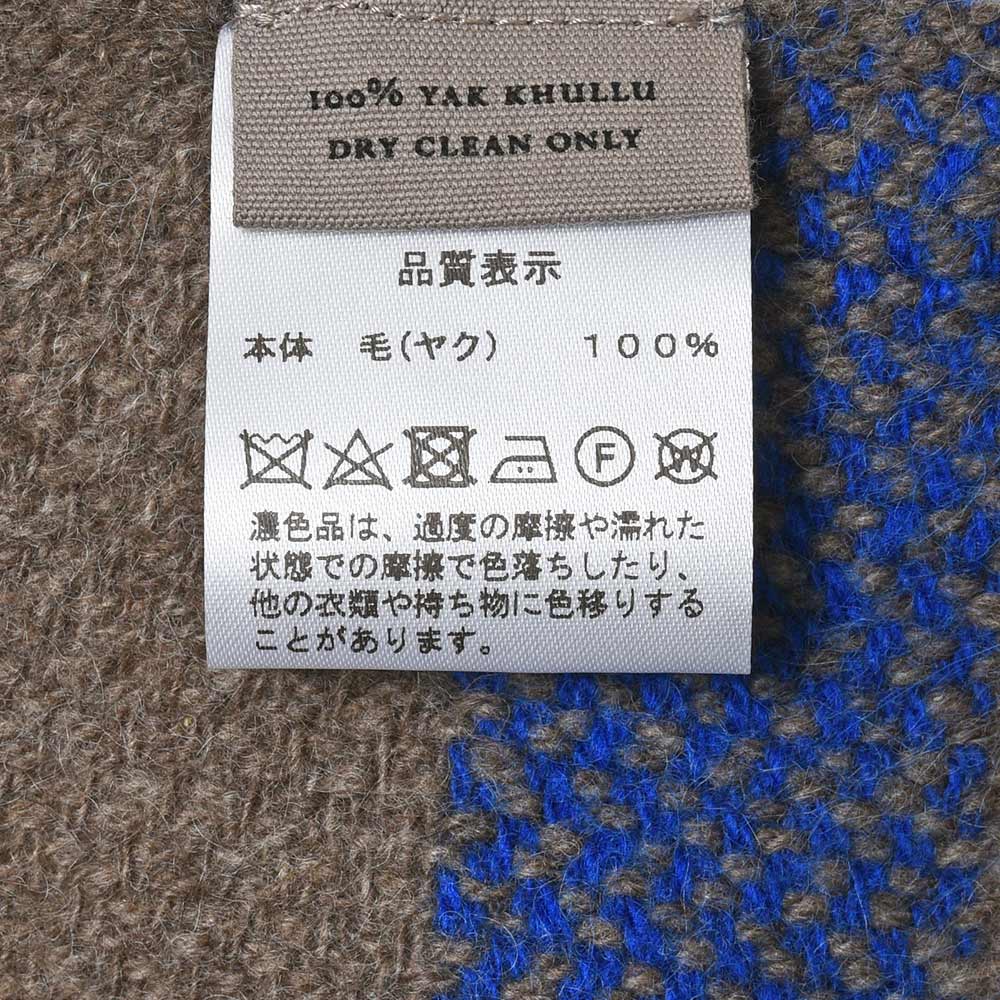 100% YAK KHULLU
DRY CLEAN ONLY
品質表示
本体 毛(ヤク) 100%
F W
濃色品は、過度の摩擦や濡れた
状態での摩擦で色落ちしたり、
他の衣類や持ち物に色移りする
ことがあります。